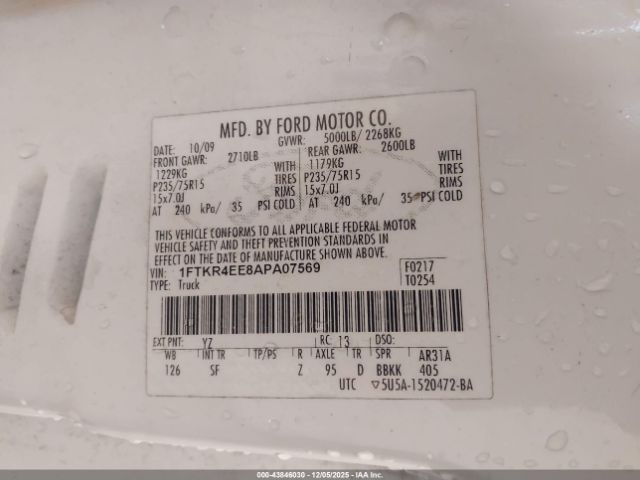 MFD. BY FORD MOTOR CO.
DATE: 10/09 GVWR: 5000LB/ 2268KG
FRONT GAWR: 2710LB REAR GAWR: 2600LB
1229KG WITH 1179KG WITH
P235/75R15 TIRES P235/75R15 TIRES
15x7.0J RIMS 15x7.0J RIMS
AT 240 kPa/ 35 PSI COLD AT 240 kPa/ 35 PSI COLD
THIS VEHICLE CONFORMS TO ALL APPLICABLE FEDERAL MOTOR
VEHICLE SAFETY AND THEFT PREVENTION STANDARDS IN
EFFECT ON THE DATE OF MANUFACTURE SHOWN ABOVE.
VIN: 1FTKR4EE8APA07569 F0217
TYPE: Truck T0254
EXT PNT: YZ RC: 13 DSO:
WB INT TR TP/PS R AXLE TR SPR AR31A
126 SF Z 95 D BBKK 405
UTC ▽5U5A-1520472-BA
000-43846030 - 12/05/2025 - COPART, INC.